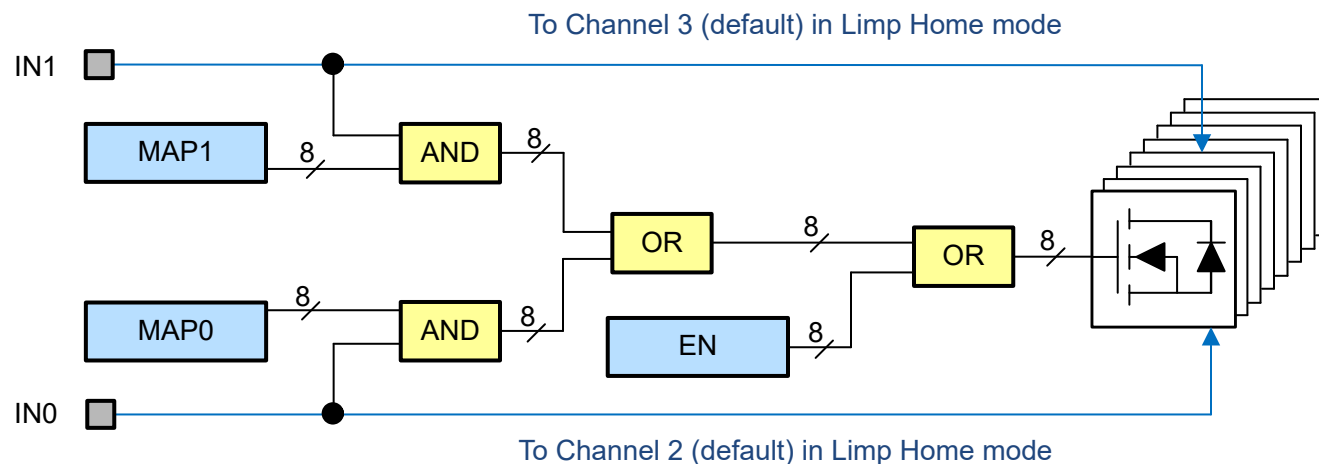 To Channel 3 (default) in Limp Home mode
IN1
MAP1
8
AND
8
OR
8
OR
8
MAP0
8
AND
8
EN
8
IN0
To Channel 2 (default) in Limp Home mode